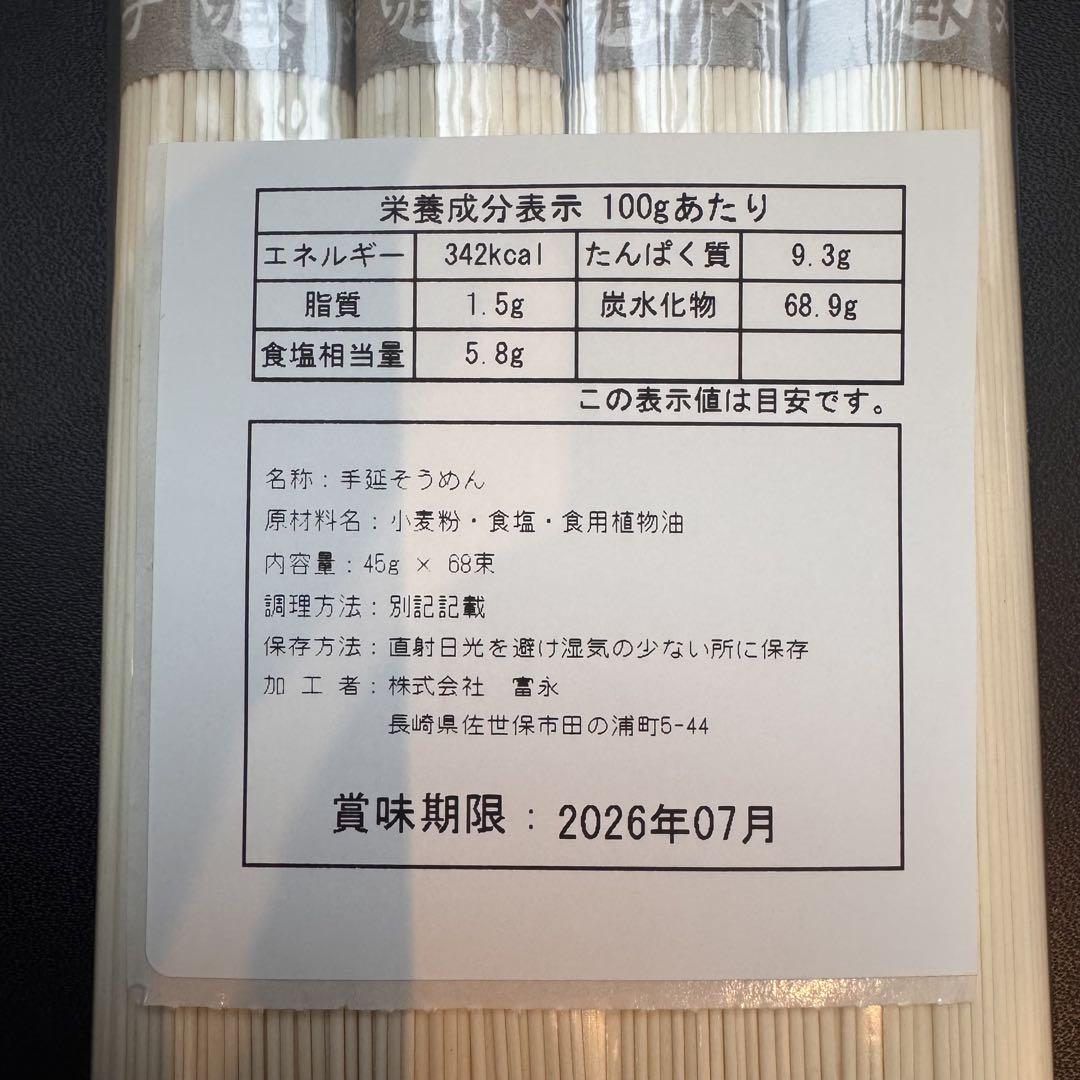 栄養成分表示 100gあたり
エネルギー 342kcal たんぱく質 9.3g
脂質 1.5g 炭水化物 68.9g
食塩相当量 5.8g
この表示値は目安です。
名称：手延そうめん
原材料名：小麦粉・食塩・食用植物油
内容量：45g × 68束
調理方法：別記記載
保存方法：直射日光を避け湿気の少ない所に保存
加工者：株式会社 富永
長崎県佐世保市田の浦町5-44
賞味期限：2026年07月